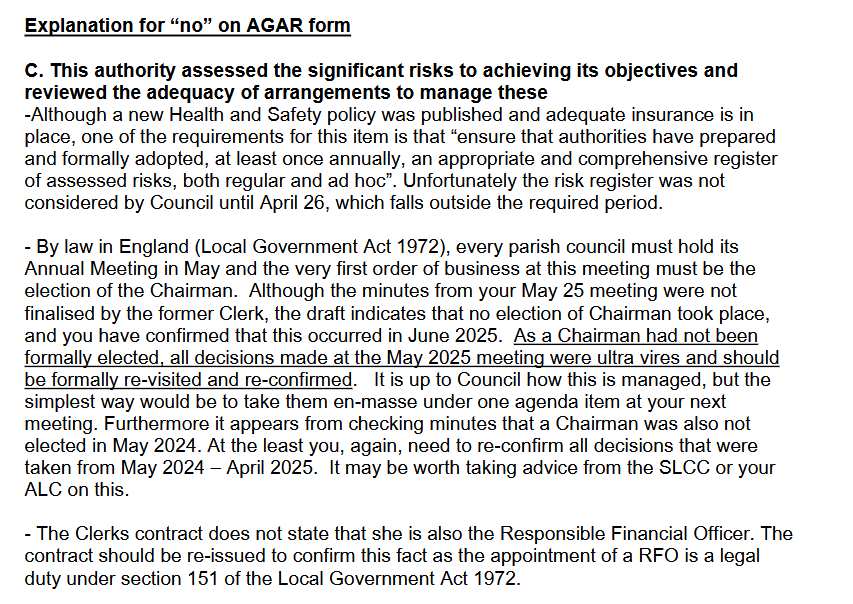 Explanation for “no” on AGAR form
C. This authority assessed the significant risks to achieving its objectives and
reviewed the adequacy of arrangements to manage these
-Although a new Health and Safety policy was published and adequate insurance is in
place, one of the requirements for this item is that “ensure that authorities have prepared
and formally adopted, at least once annually, an appropriate and comprehensive register
of assessed risks, both regular and ad hoc”. Unfortunately the risk register was not
considered by Council until April 26, which falls outside the required period.
- By law in England (Local Government Act 1972), every parish council must hold its
Annual Meeting in May and the very first order of business at this meeting must be the
election of the Chairman.  Although the minutes from your May 25 meeting were not
finalised by the former Clerk, the draft indicates that no election of Chairman took place,
and you have confirmed that this occurred in June 2025.  As a Chairman had not been
formally elected, all decisions made at the May 2025 meeting were ultra vires and should
be formally re-visited and re-confirmed.   It is up to Council how this is managed, but the
simplest way would be to take them en-masse under one agenda item at your next
meeting. Furthermore it appears from checking minutes that a Chairman was also not
elected in May 2024. At the least you, again, need to re-confirm all decisions that were
taken from May 2024 – April 2025.  It may be worth taking advice from the SLCC or your
ALC on this.
- The Clerks contract does not state that she is also the Responsible Financial Officer. The
contract should be re-issued to confirm this fact as the appointment of a RFO is a legal
duty under section 151 of the Local Government Act 1972.